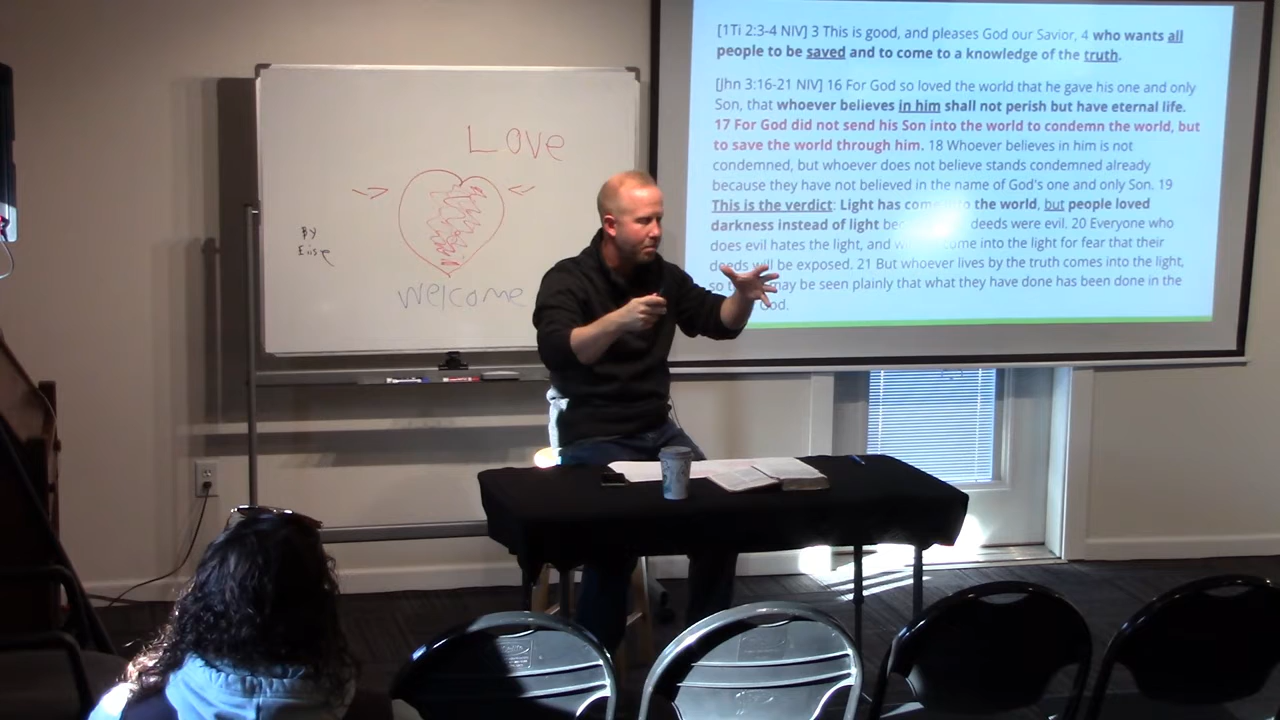 Love
By
Welcome
[1Ti 2:3-4 NIV] 3 This is good, and pleases God our Savior, 4 who wants all
people to be saved and to come to a knowledge of the truth.
[Jhn 3:16-21 NIV] 16 For God so loved the world that he gave his one and only
Son, that whoever believes in him shall not perish but have eternal life.
17 For God did not send his Son into the world to condemn the world, but
to save the world through him. 18 Whoever believes in him is not
condemned, but whoever does not believe stands condemned already
because they have not believed in the name of God's one and only Son. 19
This is the verdict: Light has come into the world, but people loved
darkness instead of light deeds were evil. 20 Everyone who
does evil hates the light, and come into the light for fear that their
deeds will be exposed. 21 But whoever lives by the truth comes into the light,
so may be seen plainly that what they have done has been done in the
God.